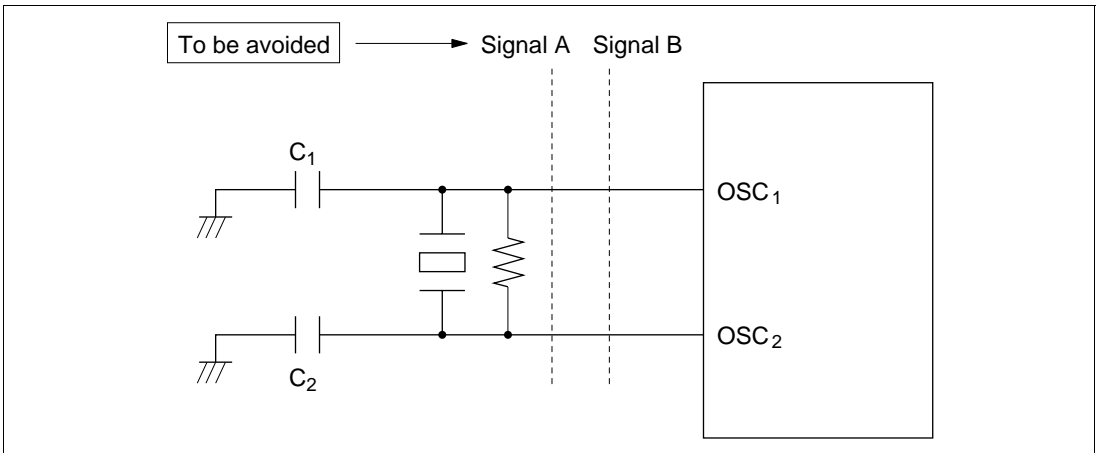 To be avoided
Signal A
Signal B
C1
OSC1
OSC2
C2